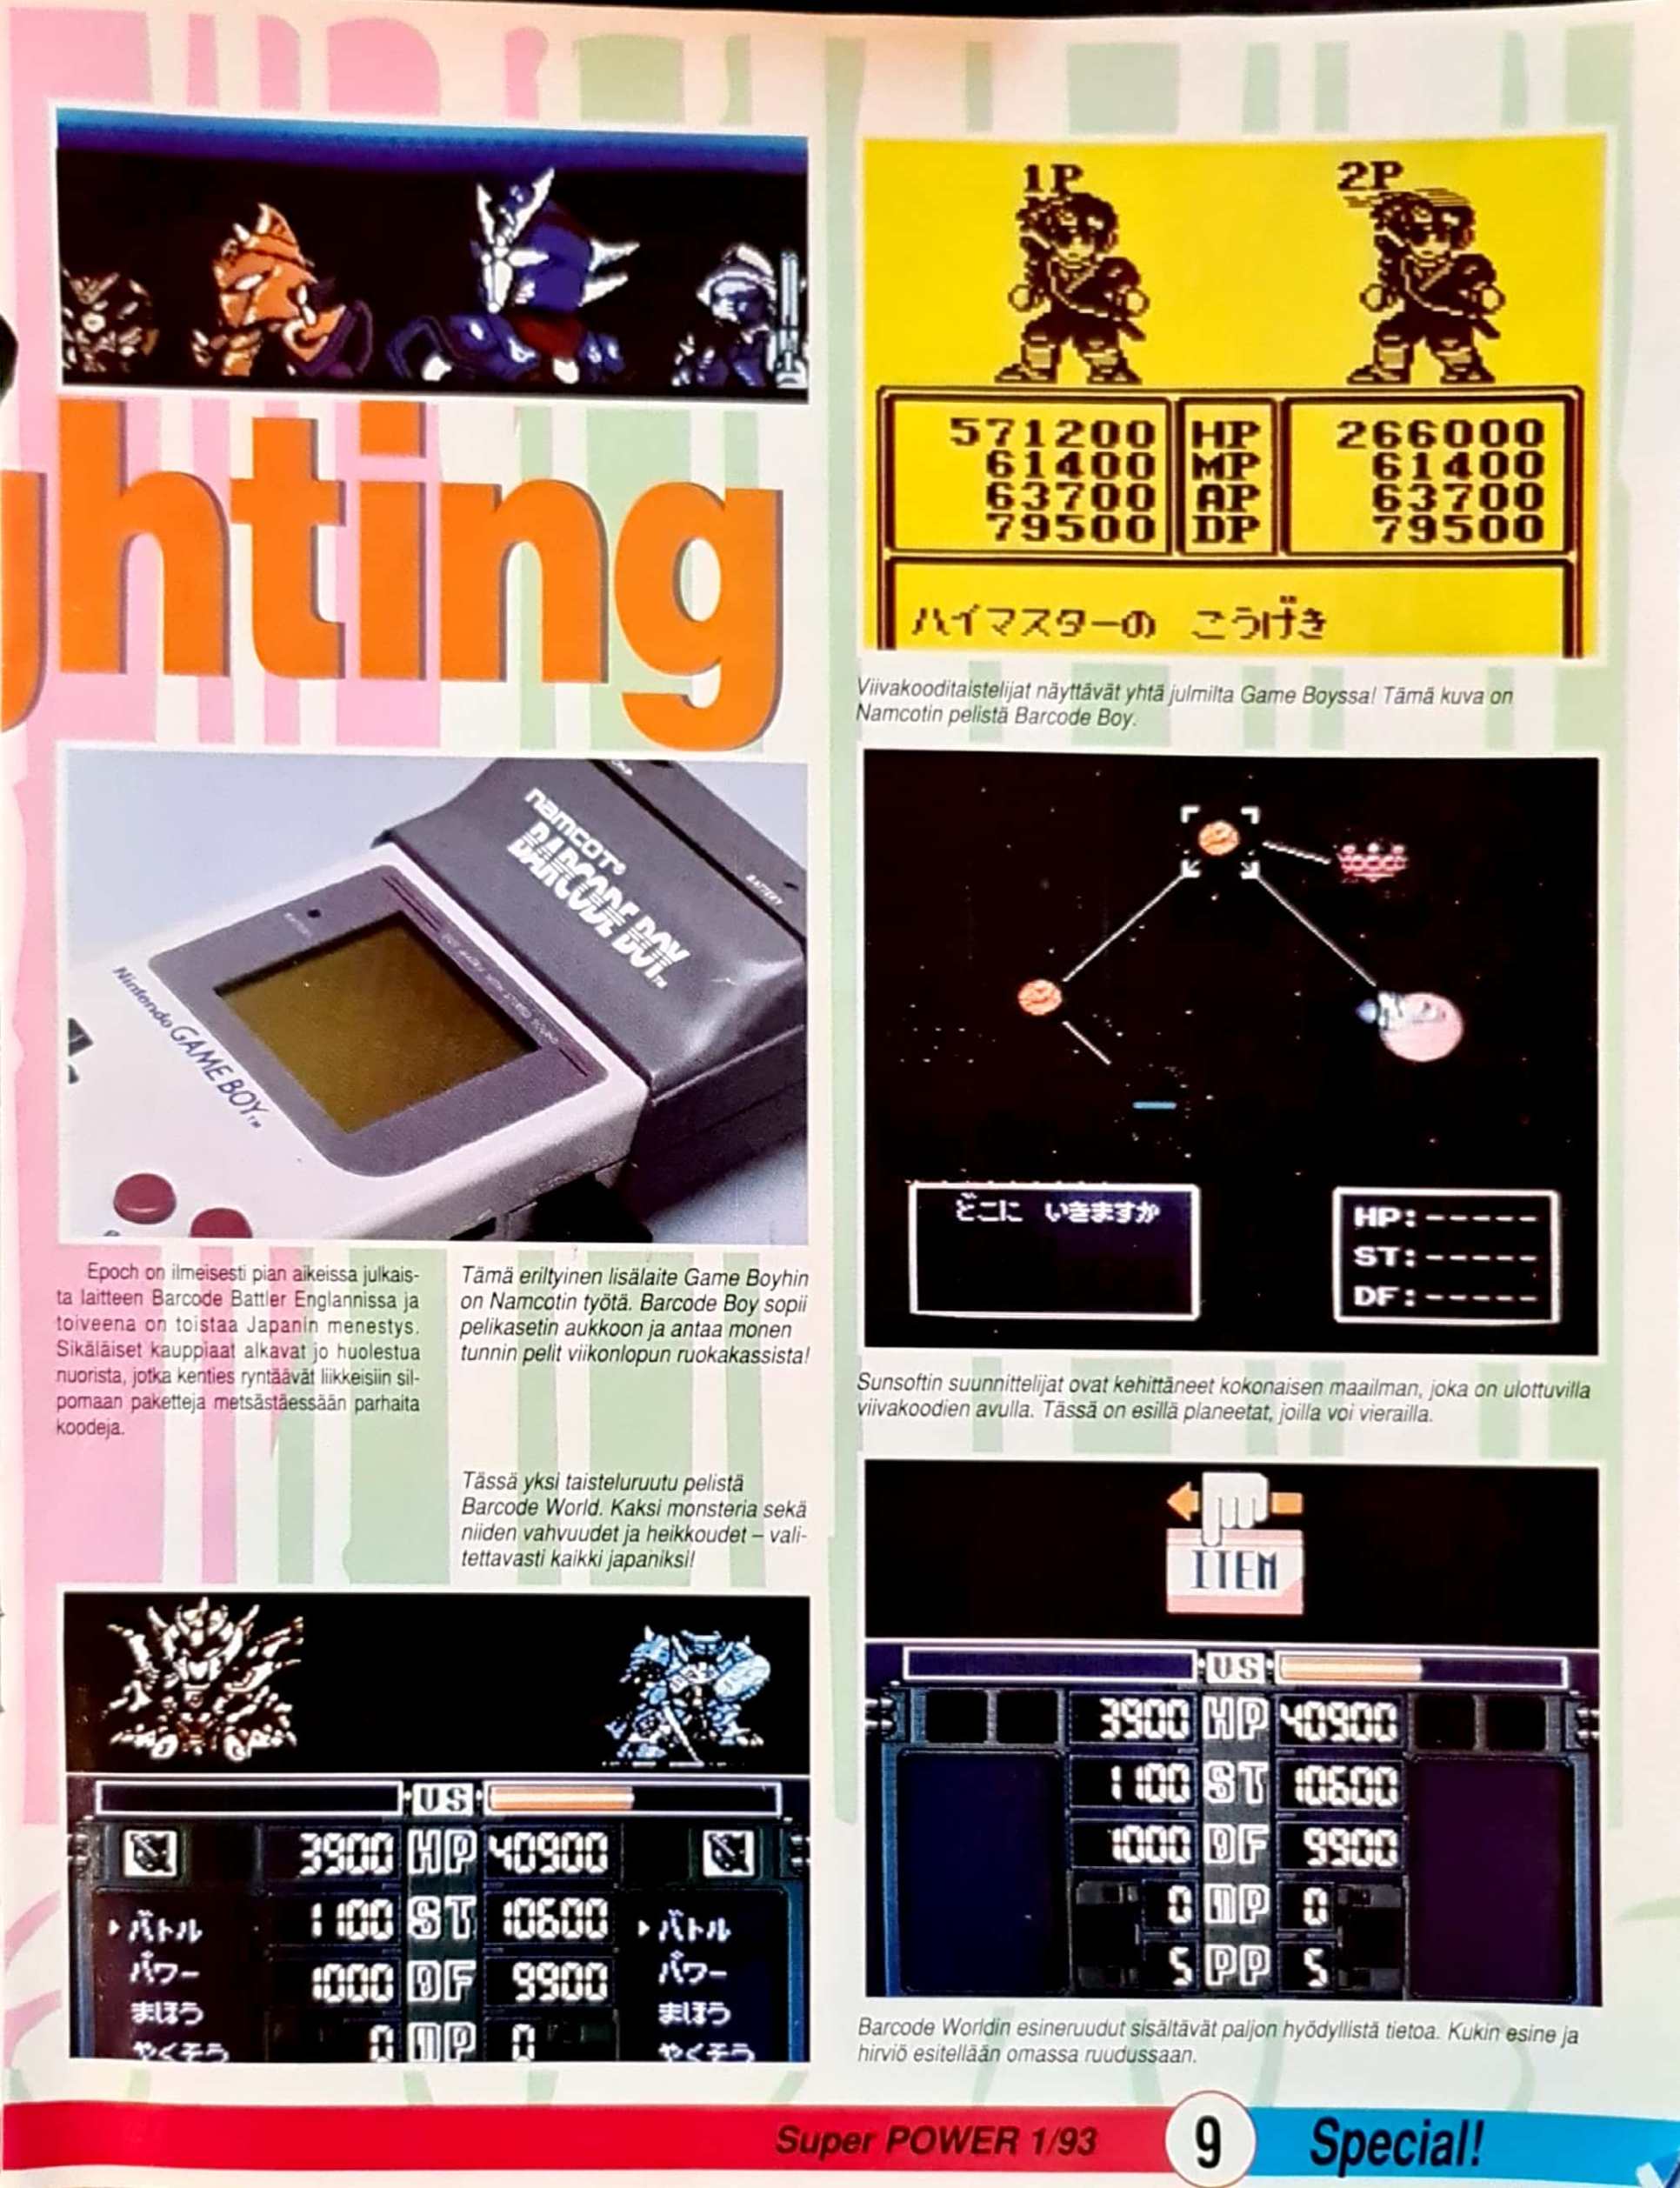 hting
namcot®
BARCODE BOY™
BATTERY
Nintendo GAME BOY™
Epoch on ilmeisesti pian aikeissa julkais-
ta laitteen Barcode Battler Englannissa ja
toiveena on toistaa Japanin menestys.
Sikäläiset kauppiaat alkavat jo huolestua
nuorista, jotka kenties ryntäävät liikkeisiin sil-
pomaan paketteja metsästäessään parhaita
koodeja.
Tämä eriltyinen lisälaite Game Boyhin
on Namcotin työtä. Barcode Boy sopii
pelikasetin aukkoon ja antaa monen
tunnin pelit viikonlopun ruokakassista!
Tässä yksi taisteluruutu pelistä
Barcode World. Kaksi monsteria sekä
niiden vahvuudet ja heikkoudet – vali-
tettavasti kaikki japaniksi!
VS
3900 HP 40900
1100 ST 10600
1000 DF 9900
0 MP 0
バトル
パワー
まほう
やくそう
バトル
パワー
まほう
やくそう
1P 2P
571200 HP 266000
61400 MP 61400
63700 AP 63700
79500 DP 79500
ハイマスターの こうげき
Viivakooditaistelijat näyttävät yhtä julmilta Game Boyssa! Tämä kuva on
Namcotin pelistä Barcode Boy.
どこに いきますか
HP:-----
ST:-----
DF:-----
Sunsoftin suunnittelijat ovat kehittäneet kokonaisen maailman, joka on ulottuvilla
viivakoodien avulla. Tässä on esillä planeetat, joilla voi vierailla.
ITEM
VS
3900 HP 40900
1100 ST 10600
1000 DF 9900
0 MP 0
5 PP 5
Barcode Worldin esineruudut sisältävät paljon hyödyllistä tietoa. Kukin esine ja
hirviö esitellään omassa ruudussaan.
Super POWER 1/93
9
Special!